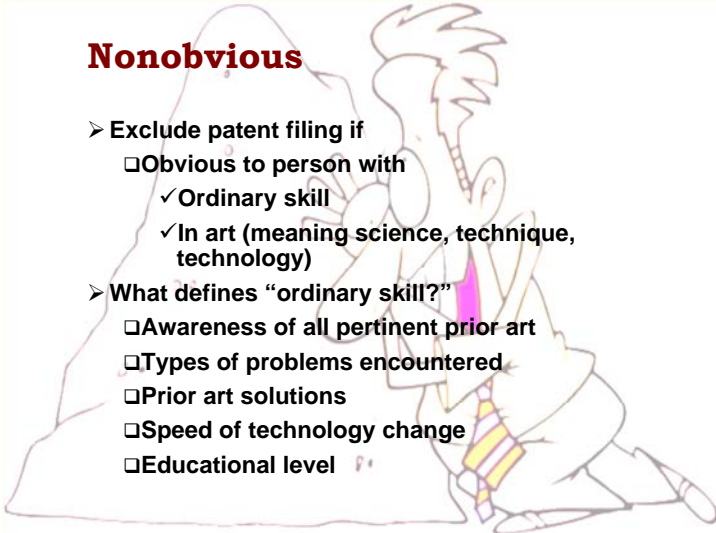 Nonobvious
➢ Exclude patent filing if
❑Obvious to person with
✓Ordinary skill
✓In art (meaning science, technique,
technology)
➢ What defines “ordinary skill?”
❑Awareness of all pertinent prior art
❑Types of problems encountered
❑Prior art solutions
❑Speed of technology change
❑Educational level